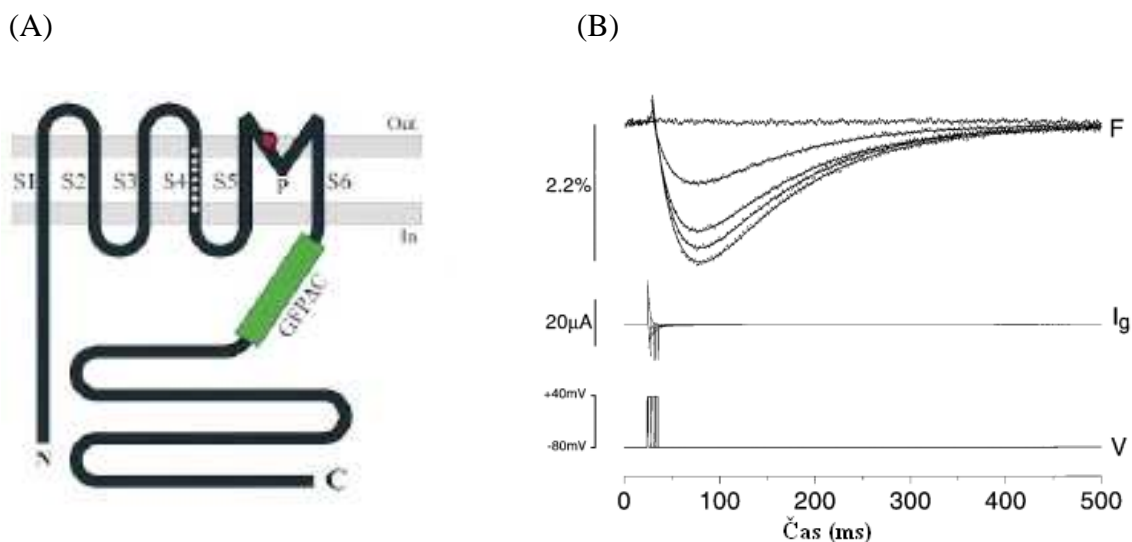 (A)
(B)
Out
S1 S2 S3 S4 S5 P S6
In
GFPΔC
N
C
F
2.2%
20µA
Ig
+40mV
-80mV
V
0 100 200 300 400 500
Čas (ms)